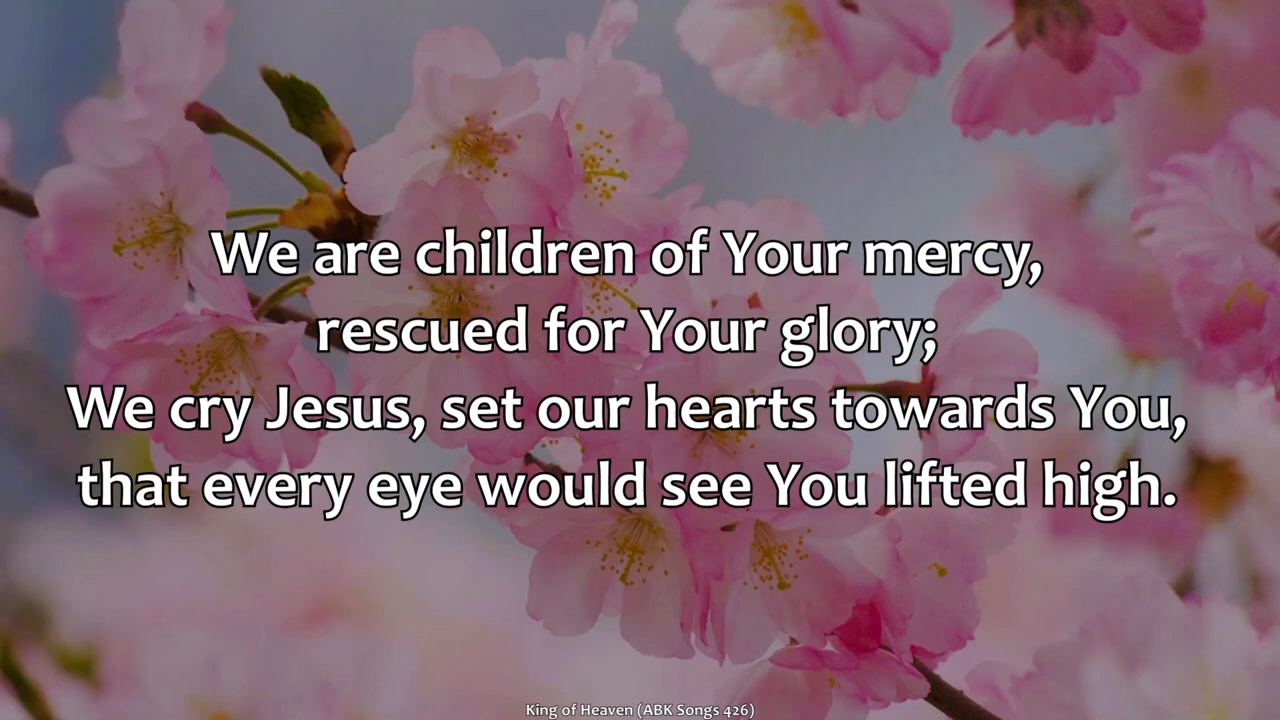 We are children of Your mercy,
rescued for Your glory;
We cry Jesus, set our hearts towards You,
that every eye would see You lifted high.
King of Heaven (ABK Songs 426)